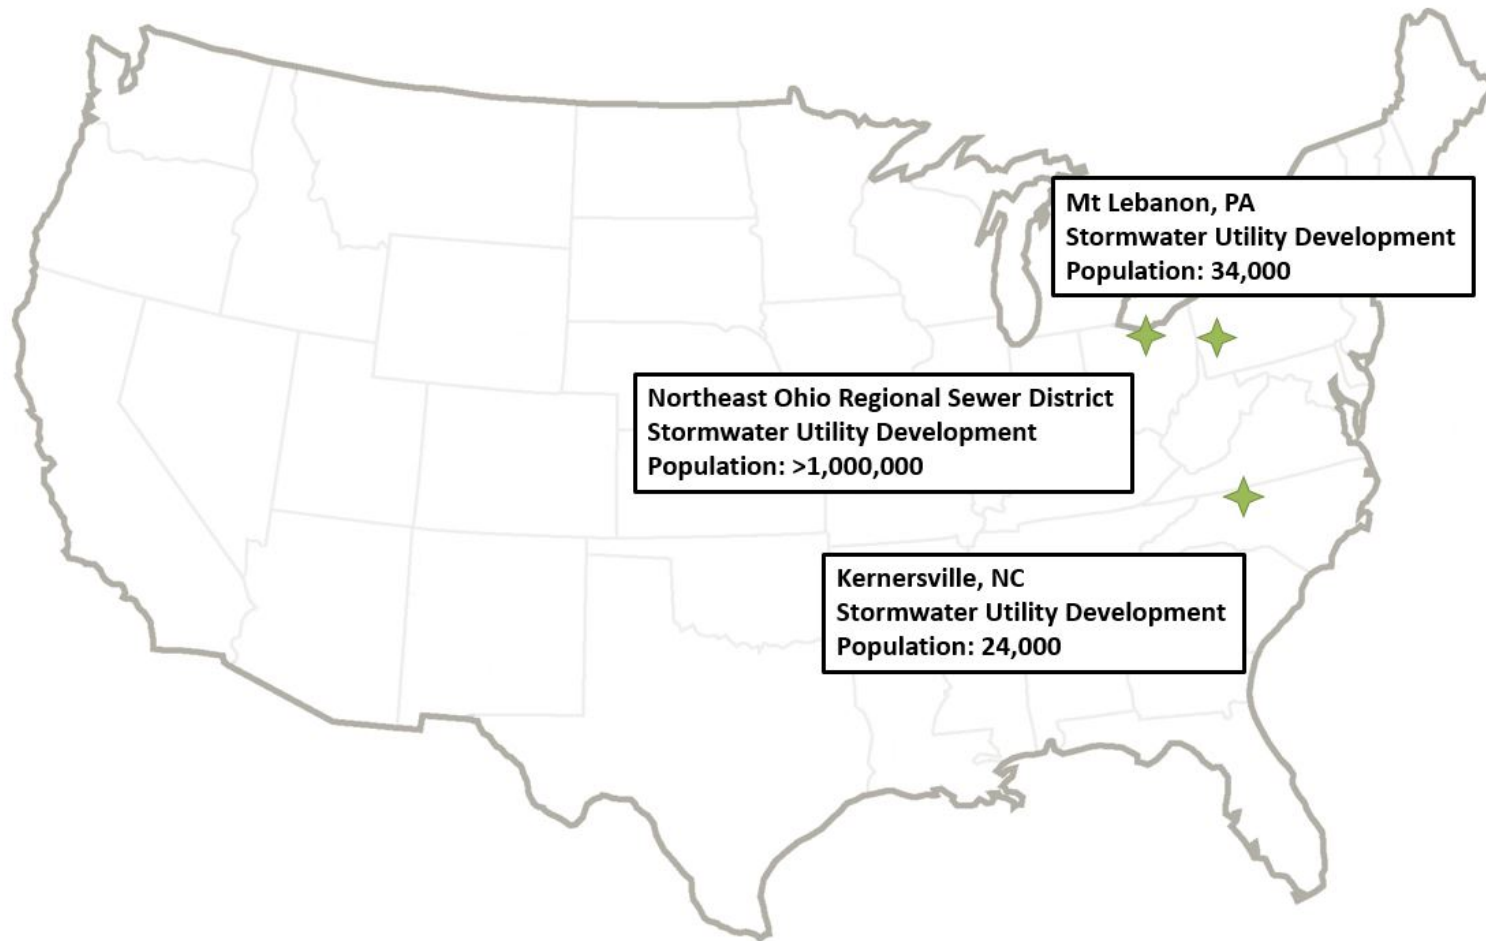 Mt Lebanon, PA
Stormwater Utility Development
Population: 34,000
Northeast Ohio Regional Sewer District
Stormwater Utility Development
Population: >1,000,000
Kernersville, NC
Stormwater Utility Development
Population: 24,000